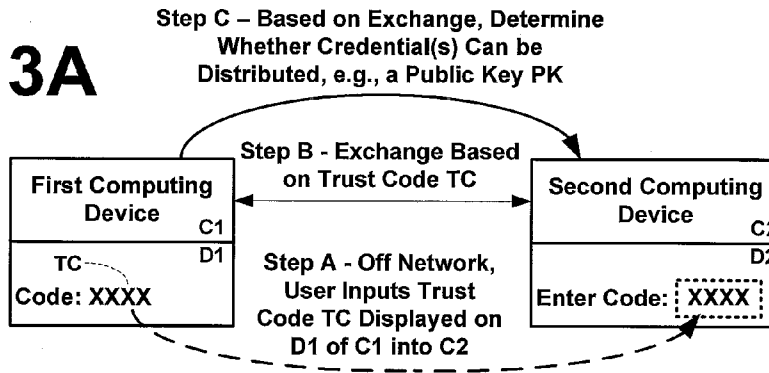 Step C – Based on Exchange, Determine
Whether Credential(s) Can be
Distributed, e.g., a Public Key PK
3A
Step B - Exchange Based
on Trust Code TC
First Computing
Device
C1
D1
TC
Code: XXXX
Second Computing
Device
C2
D2
Enter Code: XXXX
Step A - Off Network,
User Inputs Trust
Code TC Displayed on
D1 of C1 into C2